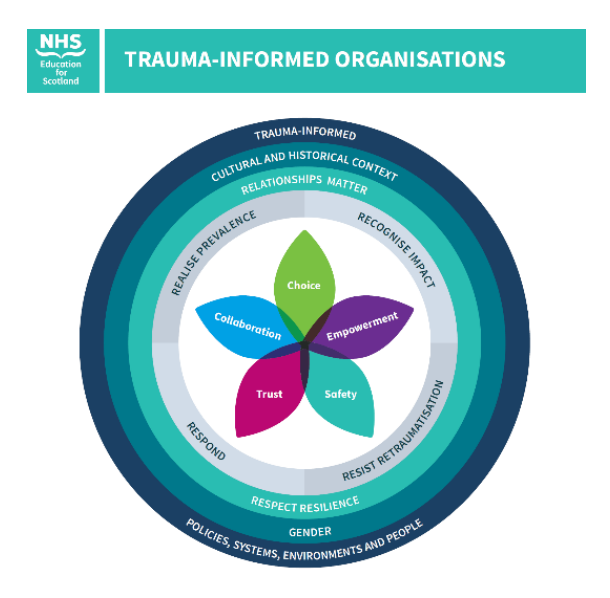 NHS
Education
for
Scotland
TRAUMA-INFORMED ORGANISATIONS
TRAUMA-INFORMED
CULTURAL AND HISTORICAL CONTEXT
RELATIONSHIPS MATTER
REALISE PREVALENCE
RECOGNISE IMPACT
Choice
Collaboration
Empowerment
Trust
Safety
RESPOND
RESIST RETRAUMATISATION
RESPECT RESILIENCE
GENDER
POLICIES, SYSTEMS, ENVIRONMENTS AND PEOPLE